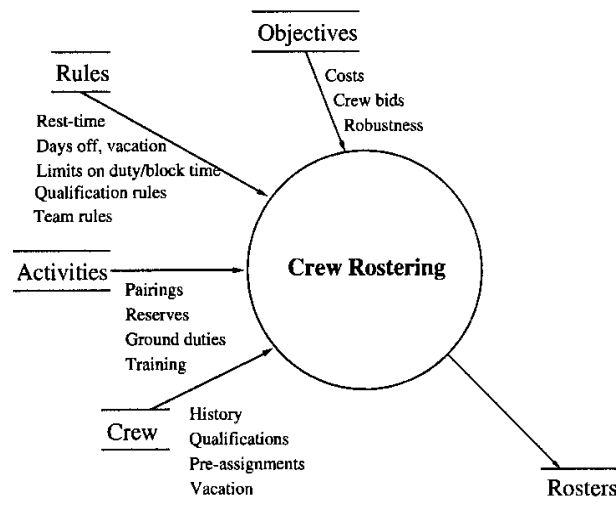 Objectives
Costs
Crew bids
Robustness
Rules
Rest-time
Days off, vacation
Limits on duty/block time
Qualification rules
Team rules
Crew Rostering
Activities
Pairings
Reserves
Ground duties
Training
Crew
History
Qualifications
Pre-assignments
Vacation
Rosters